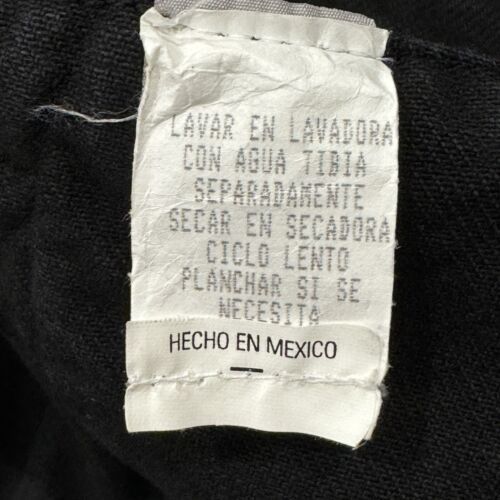 LAVAR EN LAVADORA
CON AGUA TIBIA
SEPARADAMENTE
SECAR EN SECADORA
CICLO LENTO
PLANCHAR SI SE
NECESITA
HECHO EN MEXICO